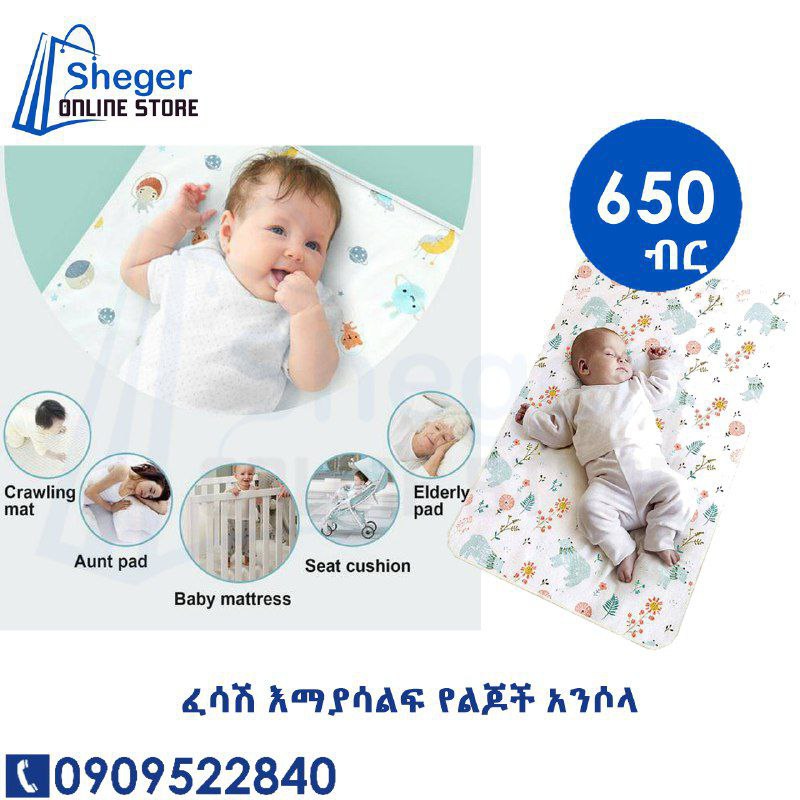 Sheger
ONLINE STORE
650
ብር
Crawling
mat
Aunt pad
Baby mattress
Seat cushion
Elderly
pad
ፈሳሽ እማያሳልፍ የልጆች አንሶላ
0909522840